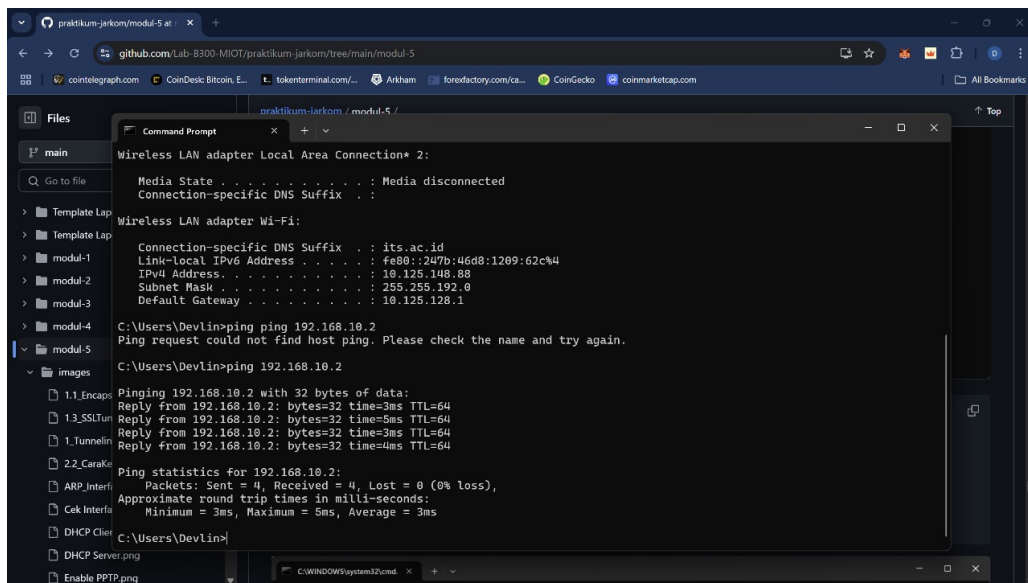 praktikum-jarkom/modul-5 at
github.com/Lab-B300-MIOT/praktikum-jarkom/tree/main/modul-5
cointelegraph.com CoinDesk: Bitcoin, E... tokenterminal.com/... Arkham forexfactory.com/ca... CoinGecko coinmarketcap.com
All Bookmarks
Files
praktikum-jarkom / modul-5 /
Top
main
Go to file
Template Lap
Template Lap
modul-1
modul-2
modul-3
modul-4
modul-5
images
1.1_Encaps
1.3_SSLTun
1_Tunnelin
2.2_CaraKe
ARP_Interf
Cek Interfa
DHCP Clien
DHCP Server.png
Enable PPTP.png
Command Prompt
Wireless LAN adapter Local Area Connection* 2:
Media State . . . . . . . . . . . : Media disconnected
Connection-specific DNS Suffix  . :
Wireless LAN adapter Wi-Fi:
Connection-specific DNS Suffix  . : its.ac.id
Link-local IPv6 Address . . . . . : fe80::247b:46d8:1209:62c%4
IPv4 Address. . . . . . . . . . . : 10.125.148.88
Subnet Mask . . . . . . . . . . . : 255.255.192.0
Default Gateway . . . . . . . . . : 10.125.128.1
C:\Users\Devlin>ping ping 192.168.10.2
Ping request could not find host ping. Please check the name and try again.
C:\Users\Devlin>ping 192.168.10.2
Pinging 192.168.10.2 with 32 bytes of data:
Reply from 192.168.10.2: bytes=32 time=3ms TTL=64
Reply from 192.168.10.2: bytes=32 time=5ms TTL=64
Reply from 192.168.10.2: bytes=32 time=3ms TTL=64
Reply from 192.168.10.2: bytes=32 time=4ms TTL=64
Ping statistics for 192.168.10.2:
Packets: Sent = 4, Received = 4, Lost = 0 (0% loss),
Approximate round trip times in milli-seconds:
Minimum = 3ms, Maximum = 5ms, Average = 3ms
C:\Users\Devlin>
C:\WINDOWS\system32\cmd.